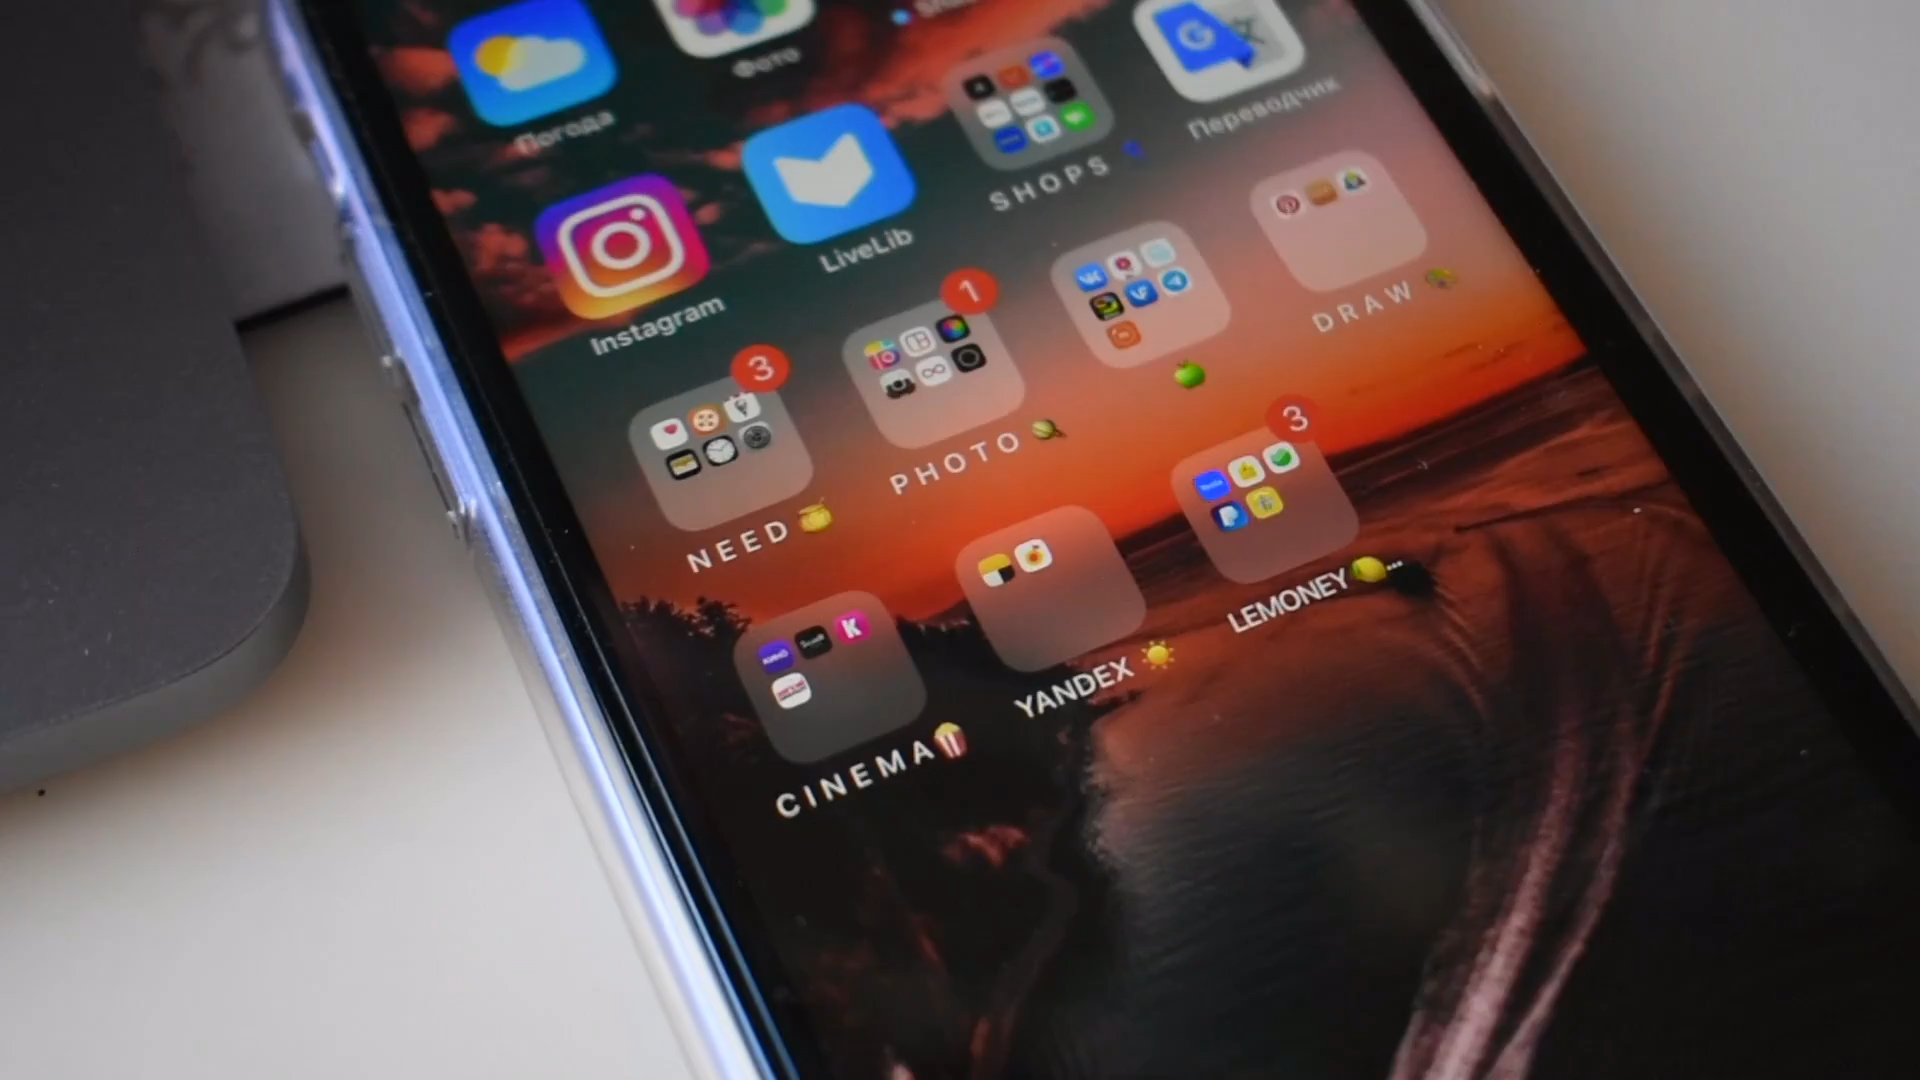 Погода
Фото
SHOPS
Переводчик
Instagram
LiveLib
DRAW
3
1
NEED
PHOTO
3
CINEMA
YANDEX
LEMONEY...